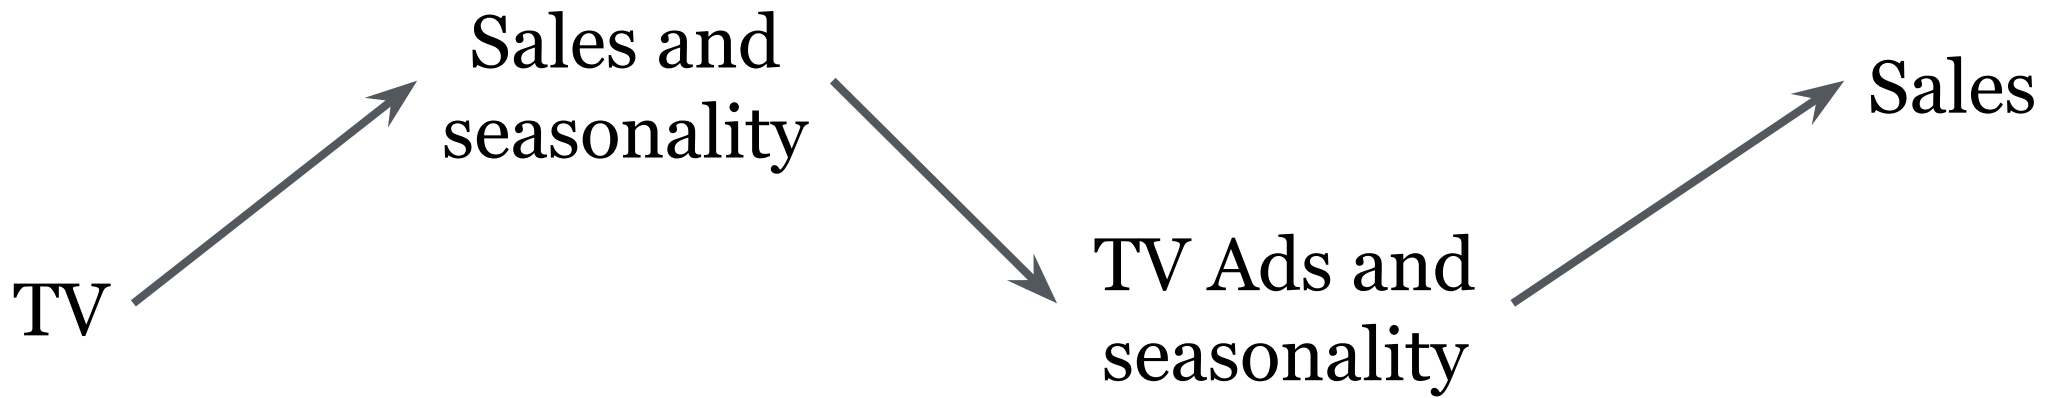 TV
Sales and
seasonality
TV Ads and
seasonality
Sales